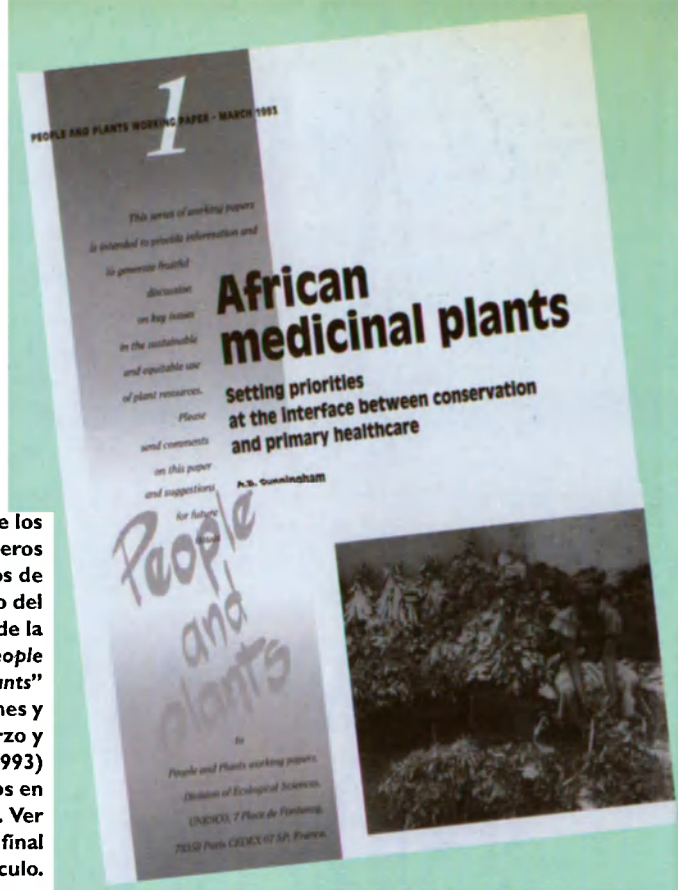 1
PEOPLE AND PLANTS WORKING PAPER - MARCH 1993
This series of working papers
is intended to provide information and
to generate fruitful
discussion
on key issues
in the sustainable
and equitable use
of plant resources.
Please
send comments
on this paper
and suggestions
for future
African
medicinal plants
Setting priorities
at the interface between conservation
and primary healthcare
A.B. Cunningham
People
and
plants
to
People and Plants working papers,
Division of Ecological Sciences,
UNESCO, 7 Place de Fontenoy,
75352 Paris CEDEX 07 SP, France.
e los
eros
os de
o del
de la
eople
nts"
nes y
rzo y
993)
os en
. Ver
final
culo.